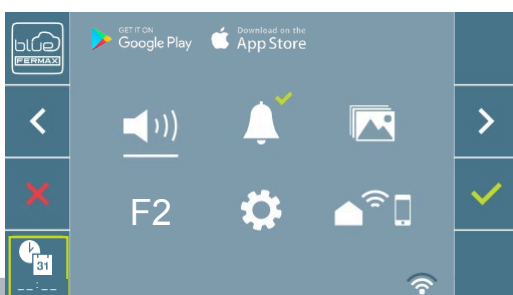 blue
FERMAX
GET IT ON
Google Play
Download on the
App Store
F2
31
--:--